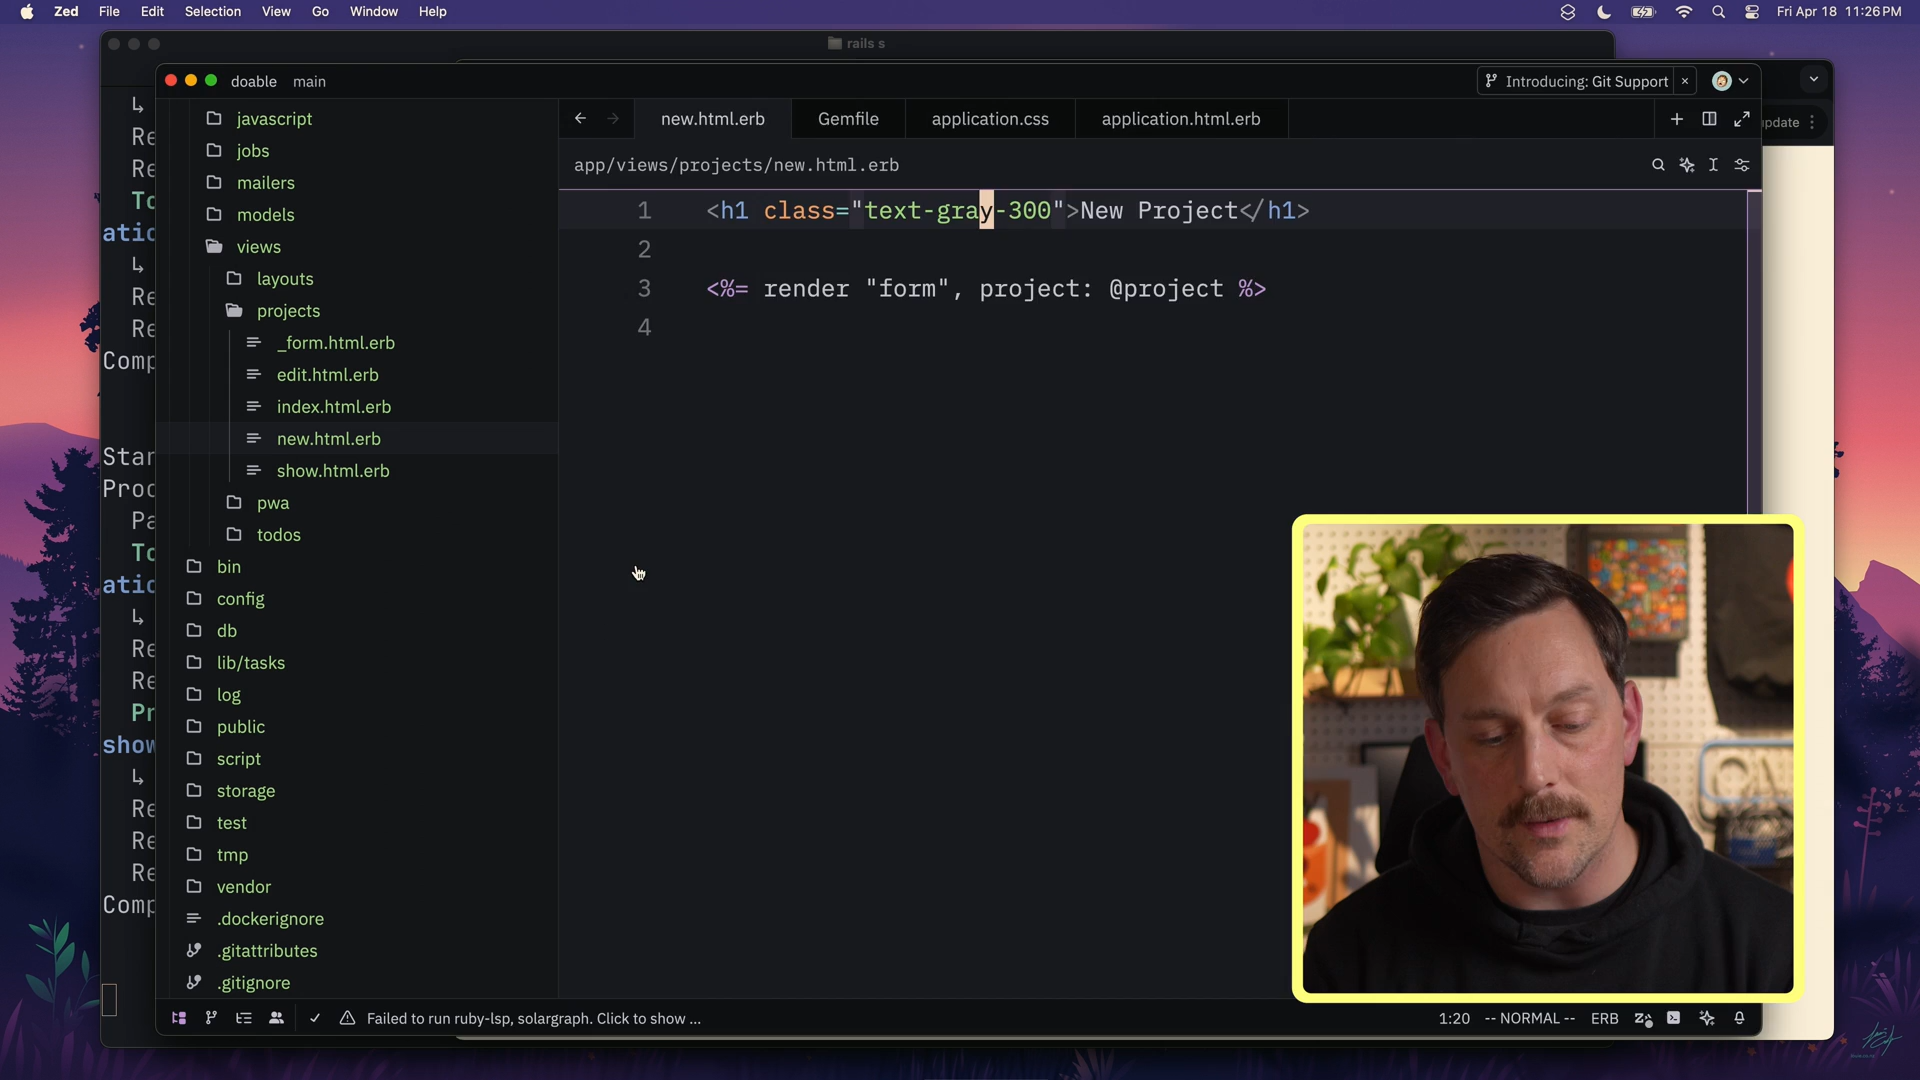 Zed File Edit Selection View Go Window Help
Fri Apr 18 11:26 PM
rails s
doable main
Introducing: Git Support
javascript
jobs
mailers
models
views
layouts
projects
_form.html.erb
edit.html.erb
index.html.erb
new.html.erb
show.html.erb
pwa
todos
bin
config
db
lib/tasks
log
public
script
storage
test
tmp
vendor
.dockerignore
.gitattributes
.gitignore
new.html.erb Gemfile application.css application.html.erb
app/views/projects/new.html.erb
1 <h1 class="text-gray-300">New Project</h1>
2
3 <%= render "form", project: @project %>
4
Failed to run ruby-lsp, solargraph. Click to show ...
1:20 -- NORMAL -- ERB